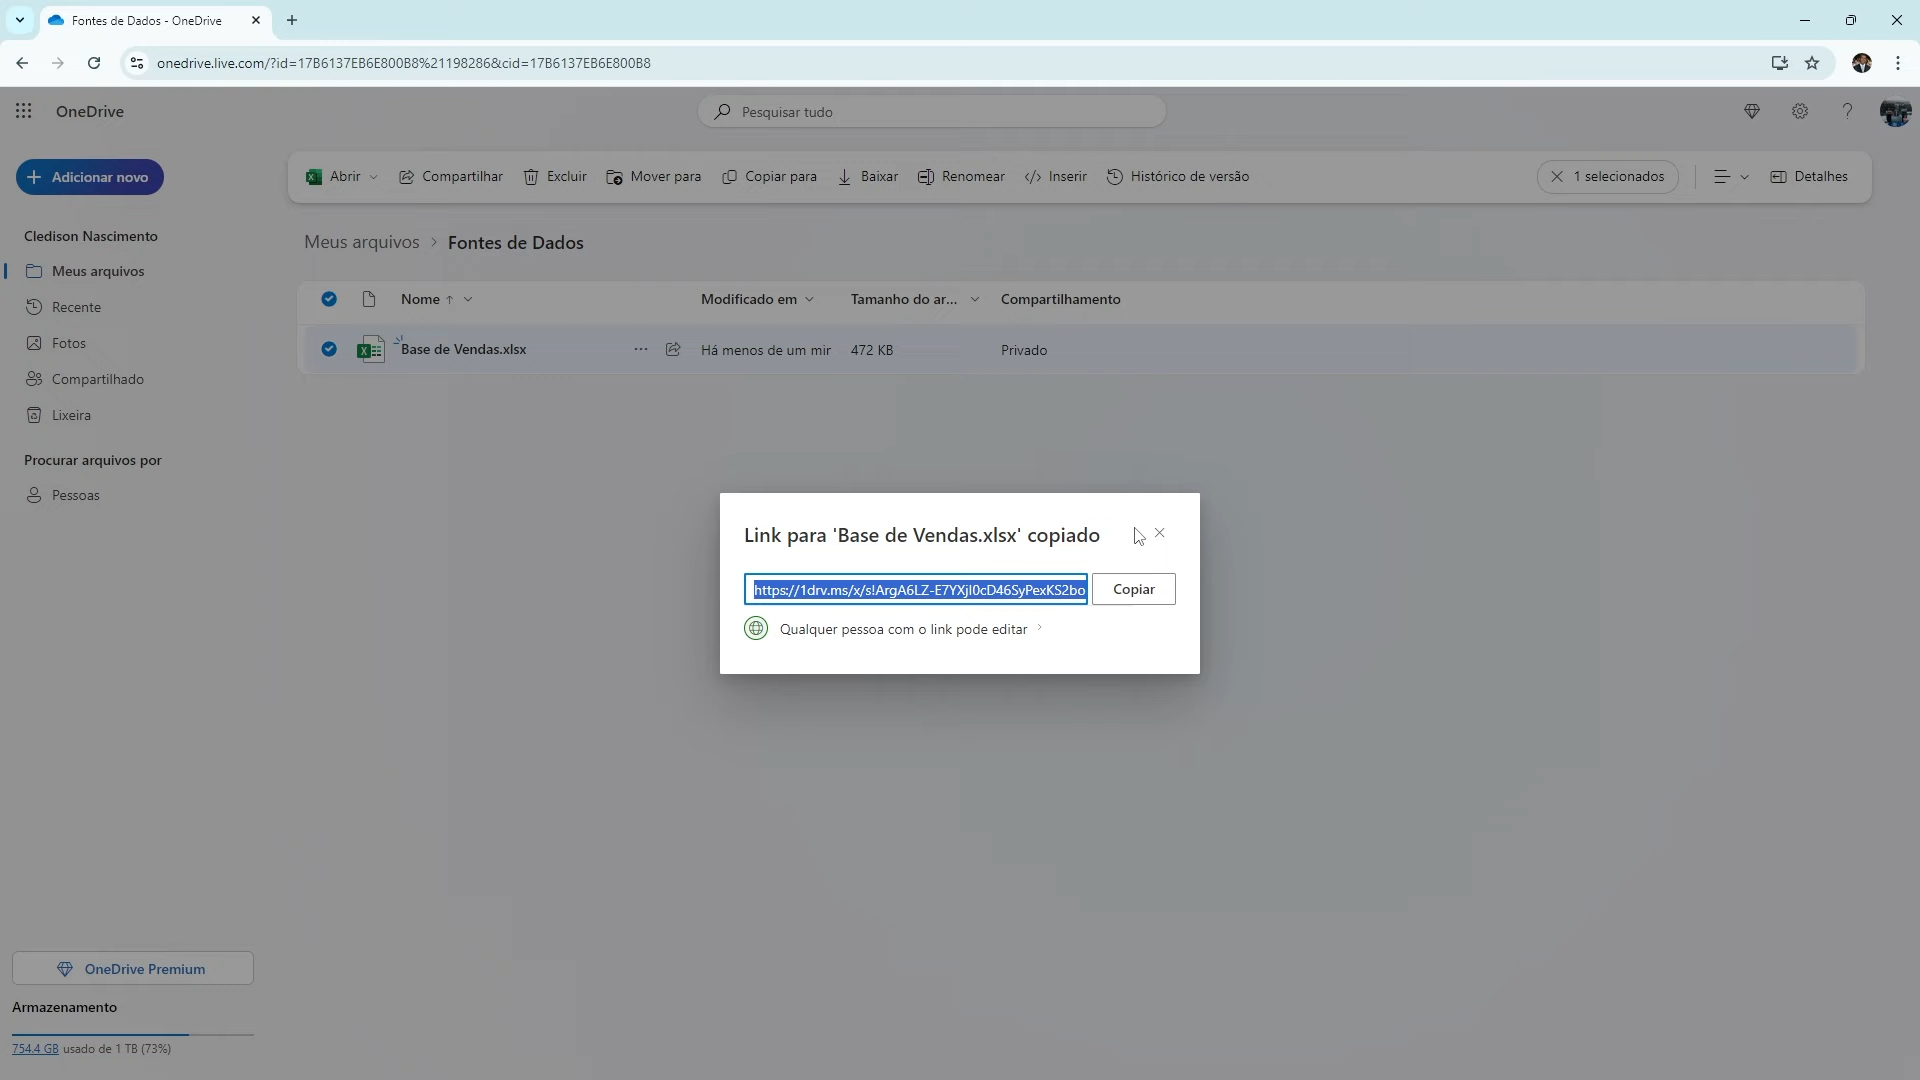 Fontes de Dados - OneDrive
onedrive.live.com/?id=17B6137EB6E800B8%21198286&cid=17B6137EB6E800B8
OneDrive
Pesquisar tudo
Adicionar novo
Abrir Compartilhar Excluir Mover para Copiar para Baixar Renomear Inserir Histórico de versão 1 selecionados Detalhes
Cledison Nascimento
Meus arquivos
Recente
Fotos
Compartilhado
Lixeira
Procurar arquivos por
Pessoas
Meus arquivos > Fontes de Dados
Nome Modificado em Tamanho do ar... Compartilhamento
Base de Vendas.xlsx ... Há menos de um mir 472 KB Privado
Link para 'Base de Vendas.xlsx' copiado
https://1drv.ms/x/s!ArgA6LZ-E7YXjI0cD46SyPexKS2bo
Copiar
Qualquer pessoa com o link pode editar
OneDrive Premium
Armazenamento
754.4 GB usado de 1 TB (73%)